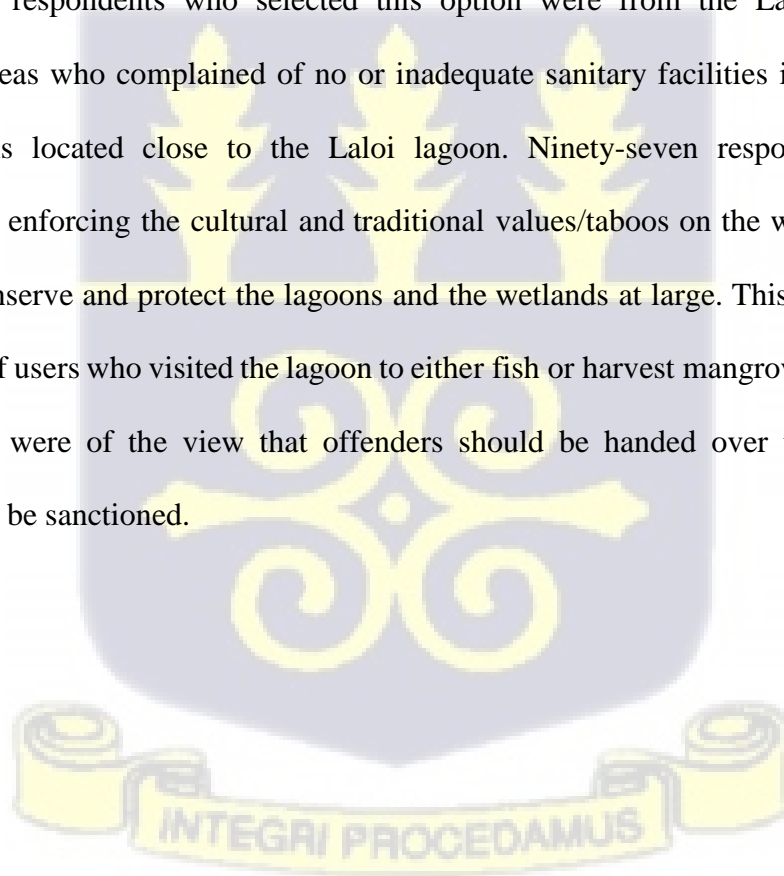 respondents who selected this option were from the La
eas who complained of no or inadequate sanitary facilities i
s located close to the Laloi lagoon. Ninety-seven respo
enforcing the cultural and traditional values/taboos on the w
nserve and protect the lagoons and the wetlands at large. This
f users who visited the lagoon to either fish or harvest mangrov
were of the view that offenders should be handed over
be sanctioned.
INTEGRI PROCEDAMUS